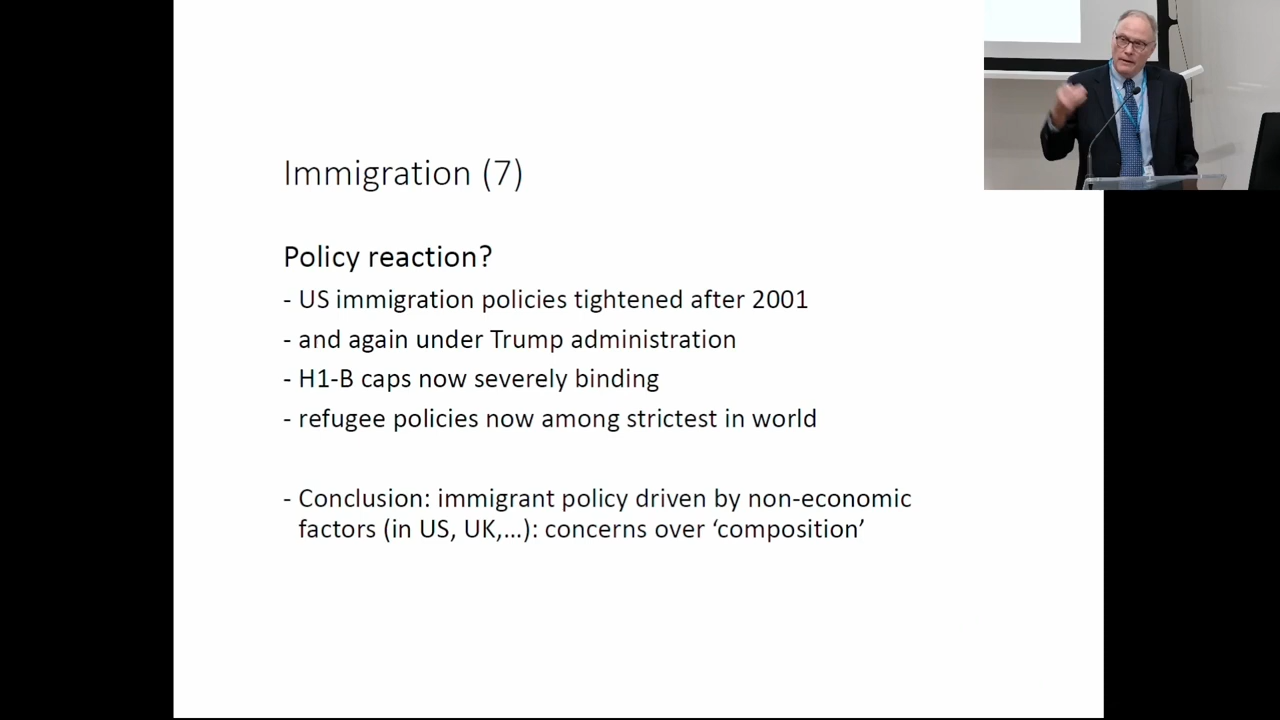 Immigration (7)
Policy reaction?
- US immigration policies tightened after 2001
- and again under Trump administration
- H1-B caps now severely binding
- refugee policies now among strictest in world
- Conclusion: immigrant policy driven by non-economic
factors (in US, UK,...): concerns over ‘composition’